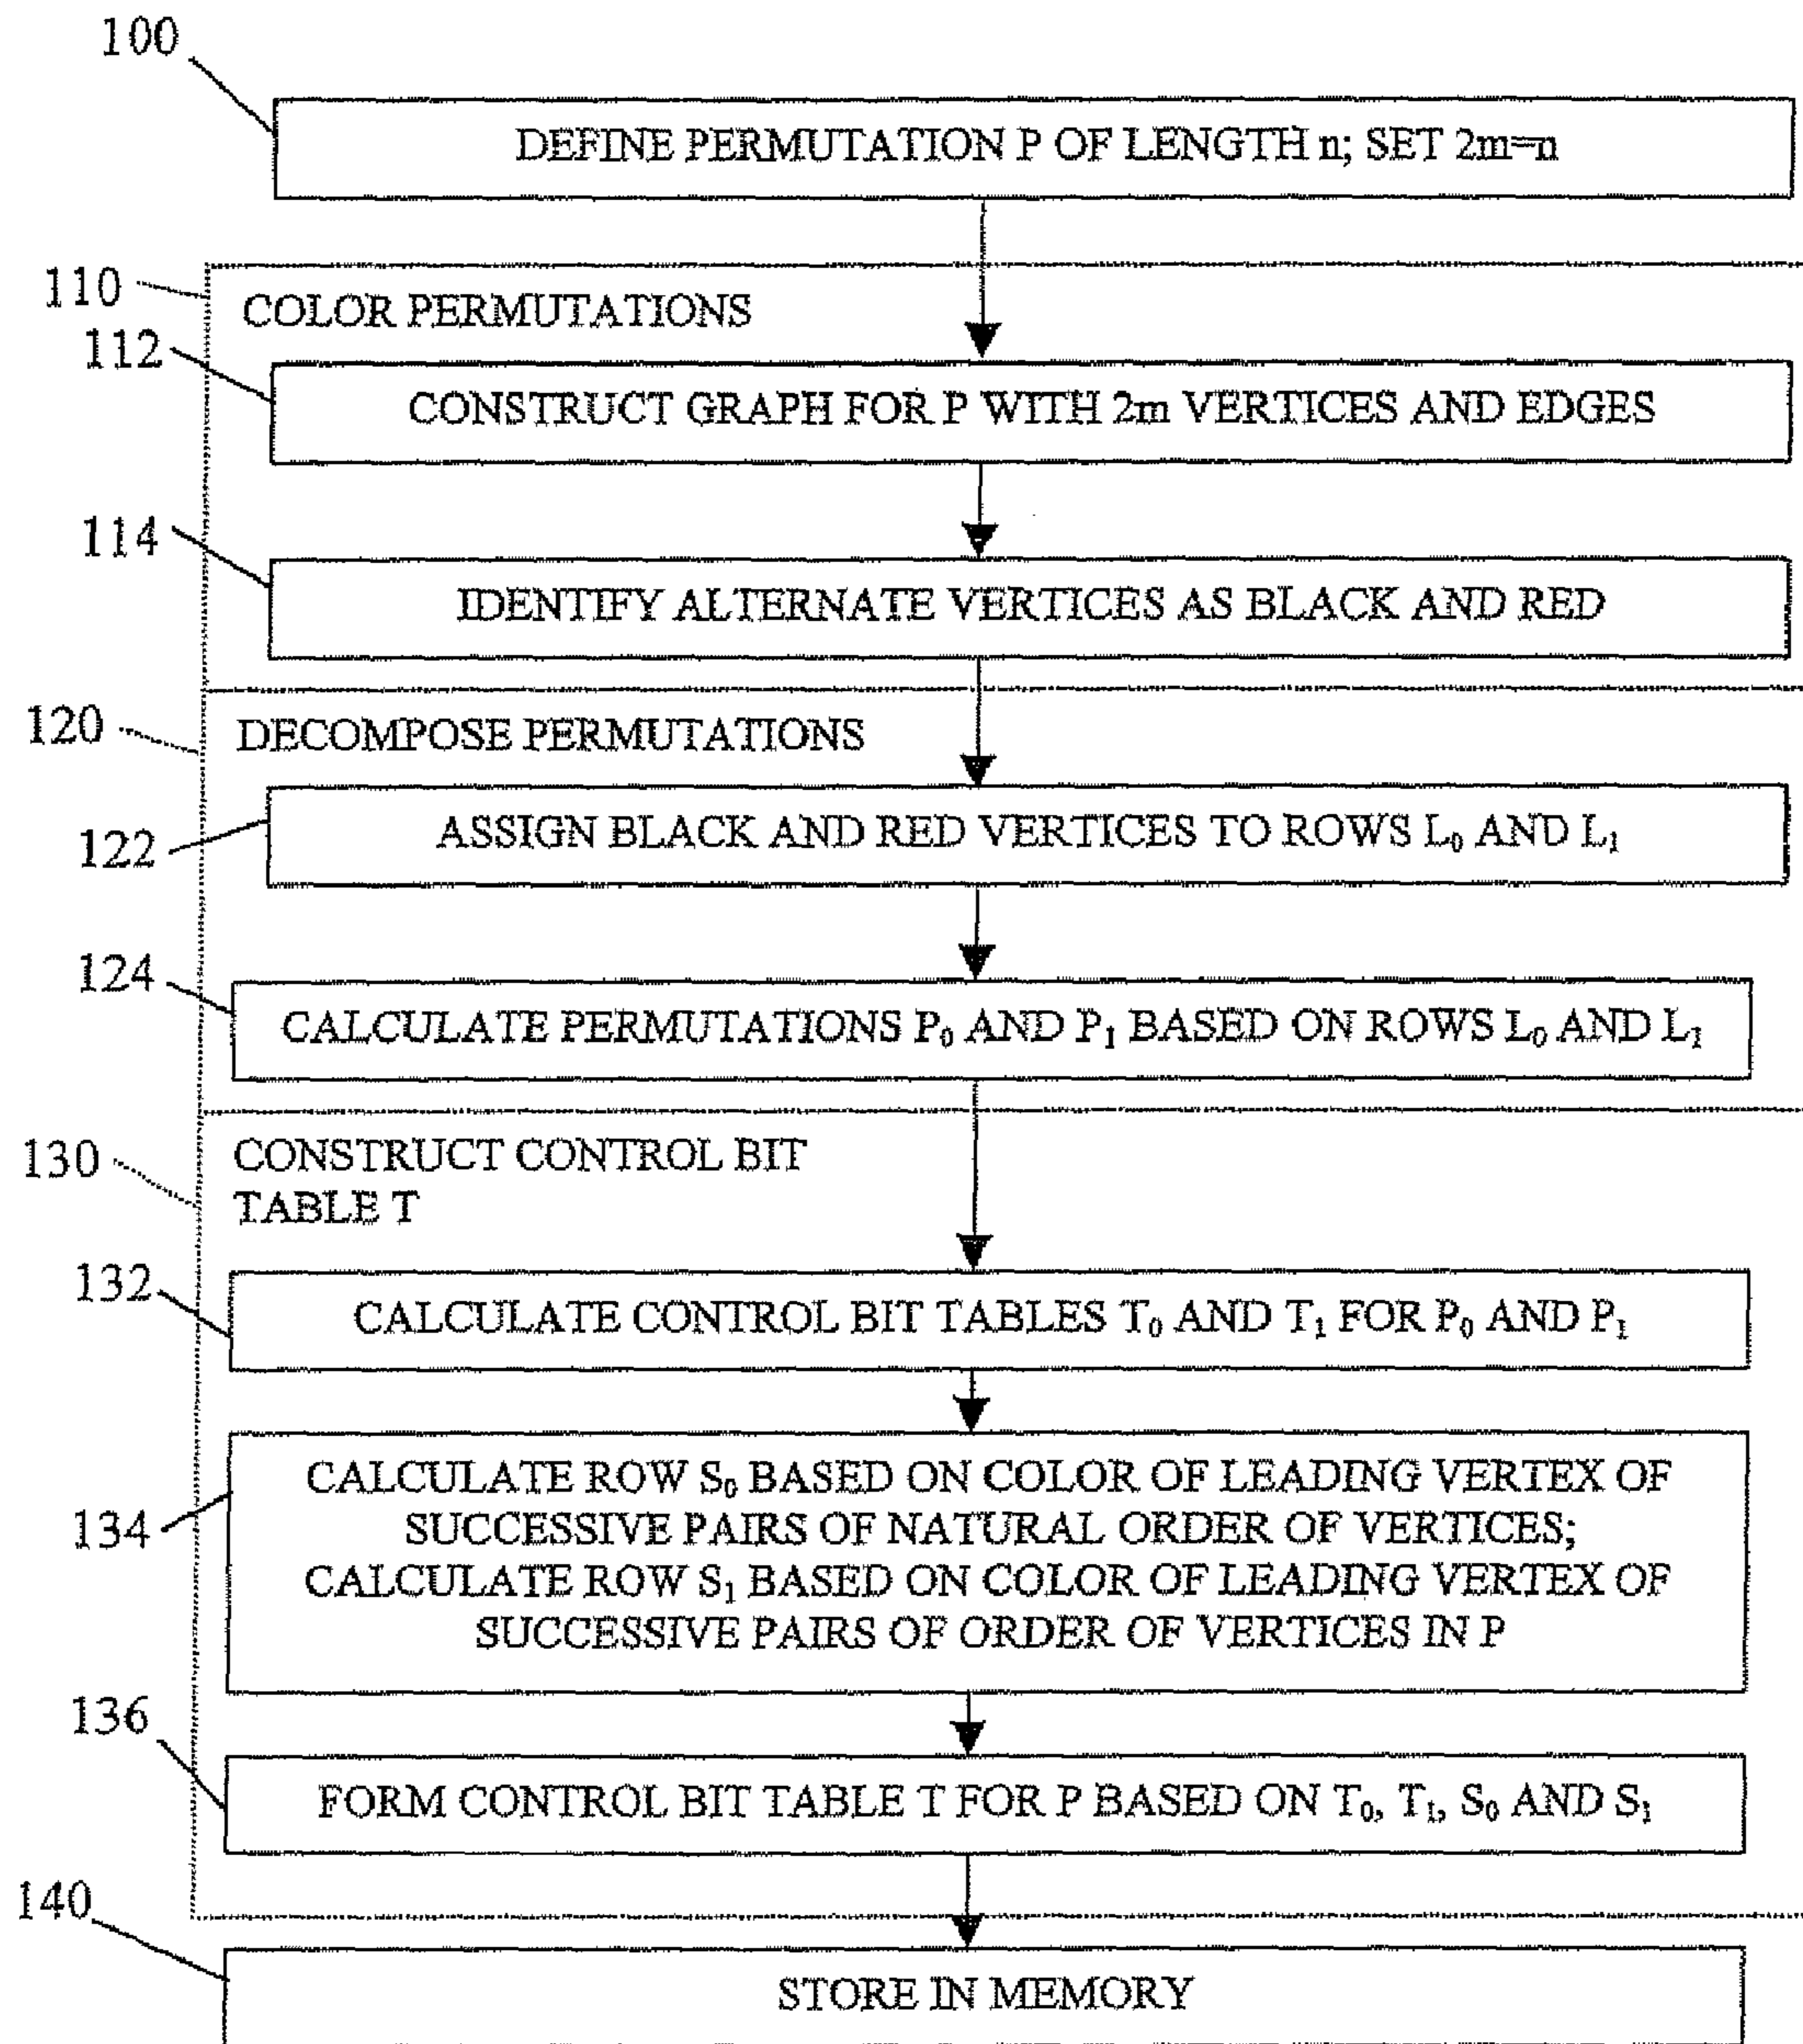 100
DEFINE PERMUTATION P OF LENGTH n; SET 2m=n
110
COLOR PERMUTATIONS
112
CONSTRUCT GRAPH FOR P WITH 2m VERTICES AND EDGES
114
IDENTIFY ALTERNATE VERTICES AS BLACK AND RED
120
DECOMPOSE PERMUTATIONS
122
ASSIGN BLACK AND RED VERTICES TO ROWS L₀ AND L₁
124
CALCULATE PERMUTATIONS P₀ AND P₁ BASED ON ROWS L₀ AND L₁
130
CONSTRUCT CONTROL BIT
TABLE T
132
CALCULATE CONTROL BIT TABLES T₀ AND T₁ FOR P₀ AND P₁
134
CALCULATE ROW S₀ BASED ON COLOR OF LEADING VERTEX OF
SUCCESSIVE PAIRS OF NATURAL ORDER OF VERTICES;
CALCULATE ROW S₁ BASED ON COLOR OF LEADING VERTEX OF
SUCCESSIVE PAIRS OF ORDER OF VERTICES IN P
136
FORM CONTROL BIT TABLE T FOR P BASED ON T₀, T₁, S₀ AND S₁
140
STORE IN MEMORY